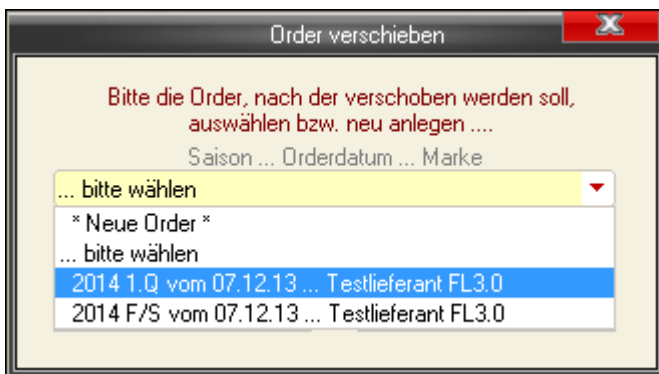 Order verschieben
Bitte die Order, nach der verschoben werden soll,
auswählen bzw. neu anlegen ....
Saison ... Orderdatum ... Marke
... bitte wählen
* Neue Order *
... bitte wählen
2014 1.Q vom 07.12.13 ... Testlieferant FL3.0
2014 F/S vom 07.12.13 ... Testlieferant FL3.0